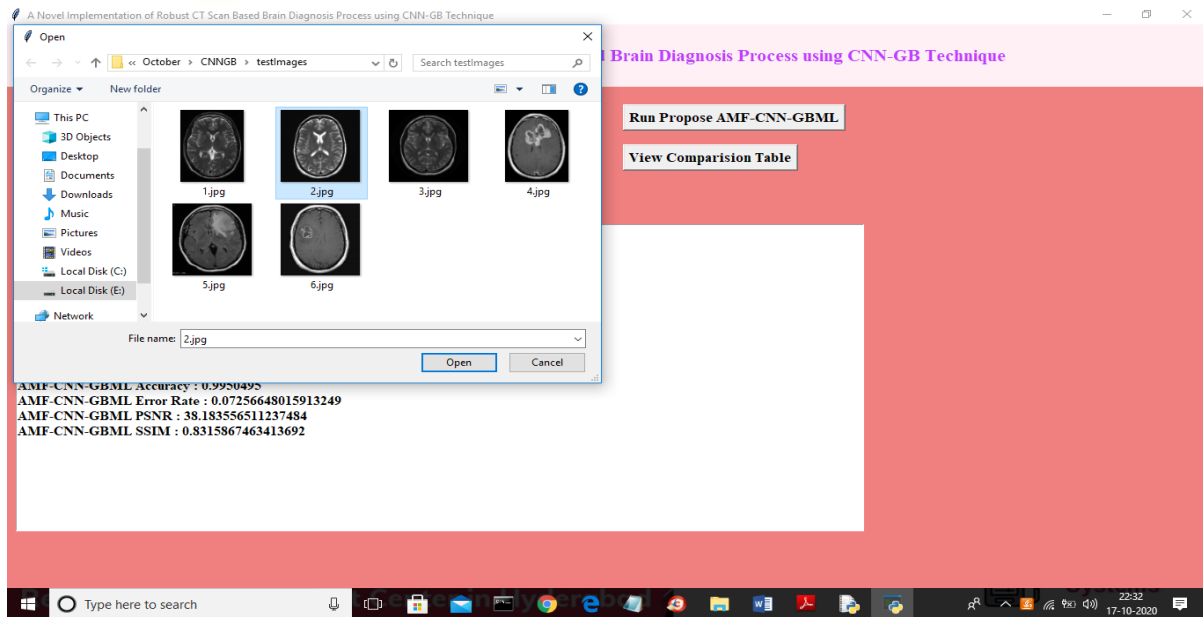 A Novel Implementation of Robust CT Scan Based Brain Diagnosis Process using CNN-GB Technique
Open
Brain Diagnosis Process using CNN-GB Technique
« October › CNNGB › testImages
Search testImages
Organize
New folder
This PC
3D Objects
Desktop
Documents
Downloads
Music
Pictures
Videos
Local Disk (C:)
Local Disk (E:)
Network
1.jpg
2.jpg
3.jpg
4.jpg
5.jpg
6.jpg
File name: 2.jpg
Open
Cancel
Run Propose AMF-CNN-GBML
View Comparision Table
AMF-CNN-GBML Accuracy : 0.9950495
AMF-CNN-GBML Error Rate : 0.07256648015913249
AMF-CNN-GBML PSNR : 38.183556511237484
AMF-CNN-GBML SSIM : 0.8315867463413692
Type here to search
22:32
17-10-2020